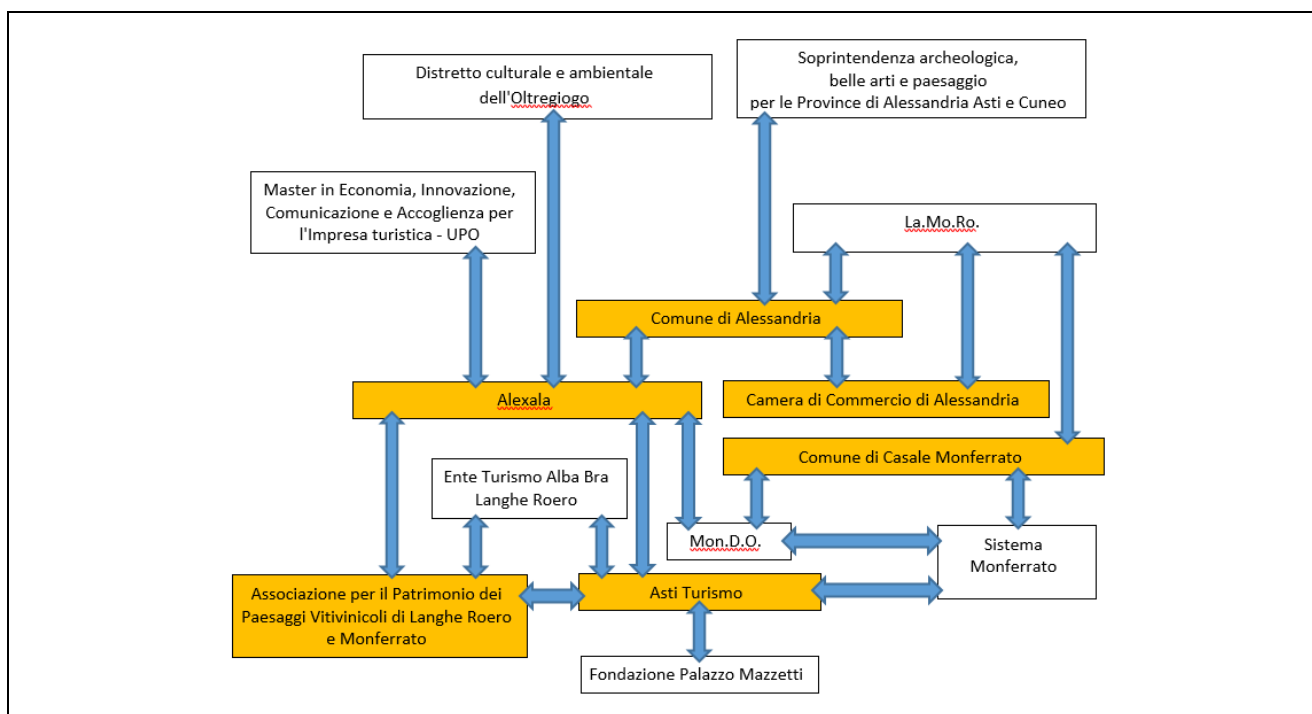 Distretto culturale e ambientale
dell'Oltregiogo
Soprintendenza archeologica,
belle arti e paesaggio
per le Province di Alessandria Asti e Cuneo
Master in Economia, Innovazione,
Comunicazione e Accoglienza per
l'Impresa turistica - UPO
La.Mo.Ro.
Comune di Alessandria
Alexala
Camera di Commercio di Alessandria
Comune di Casale Monferrato
Ente Turismo Alba Bra
Langhe Roero
Mon.D.O.
Sistema
Monferrato
Associazione per il Patrimonio dei
Paesaggi Vitivinicoli di Langhe Roero
e Monferrato
Asti Turismo
Fondazione Palazzo Mazzetti